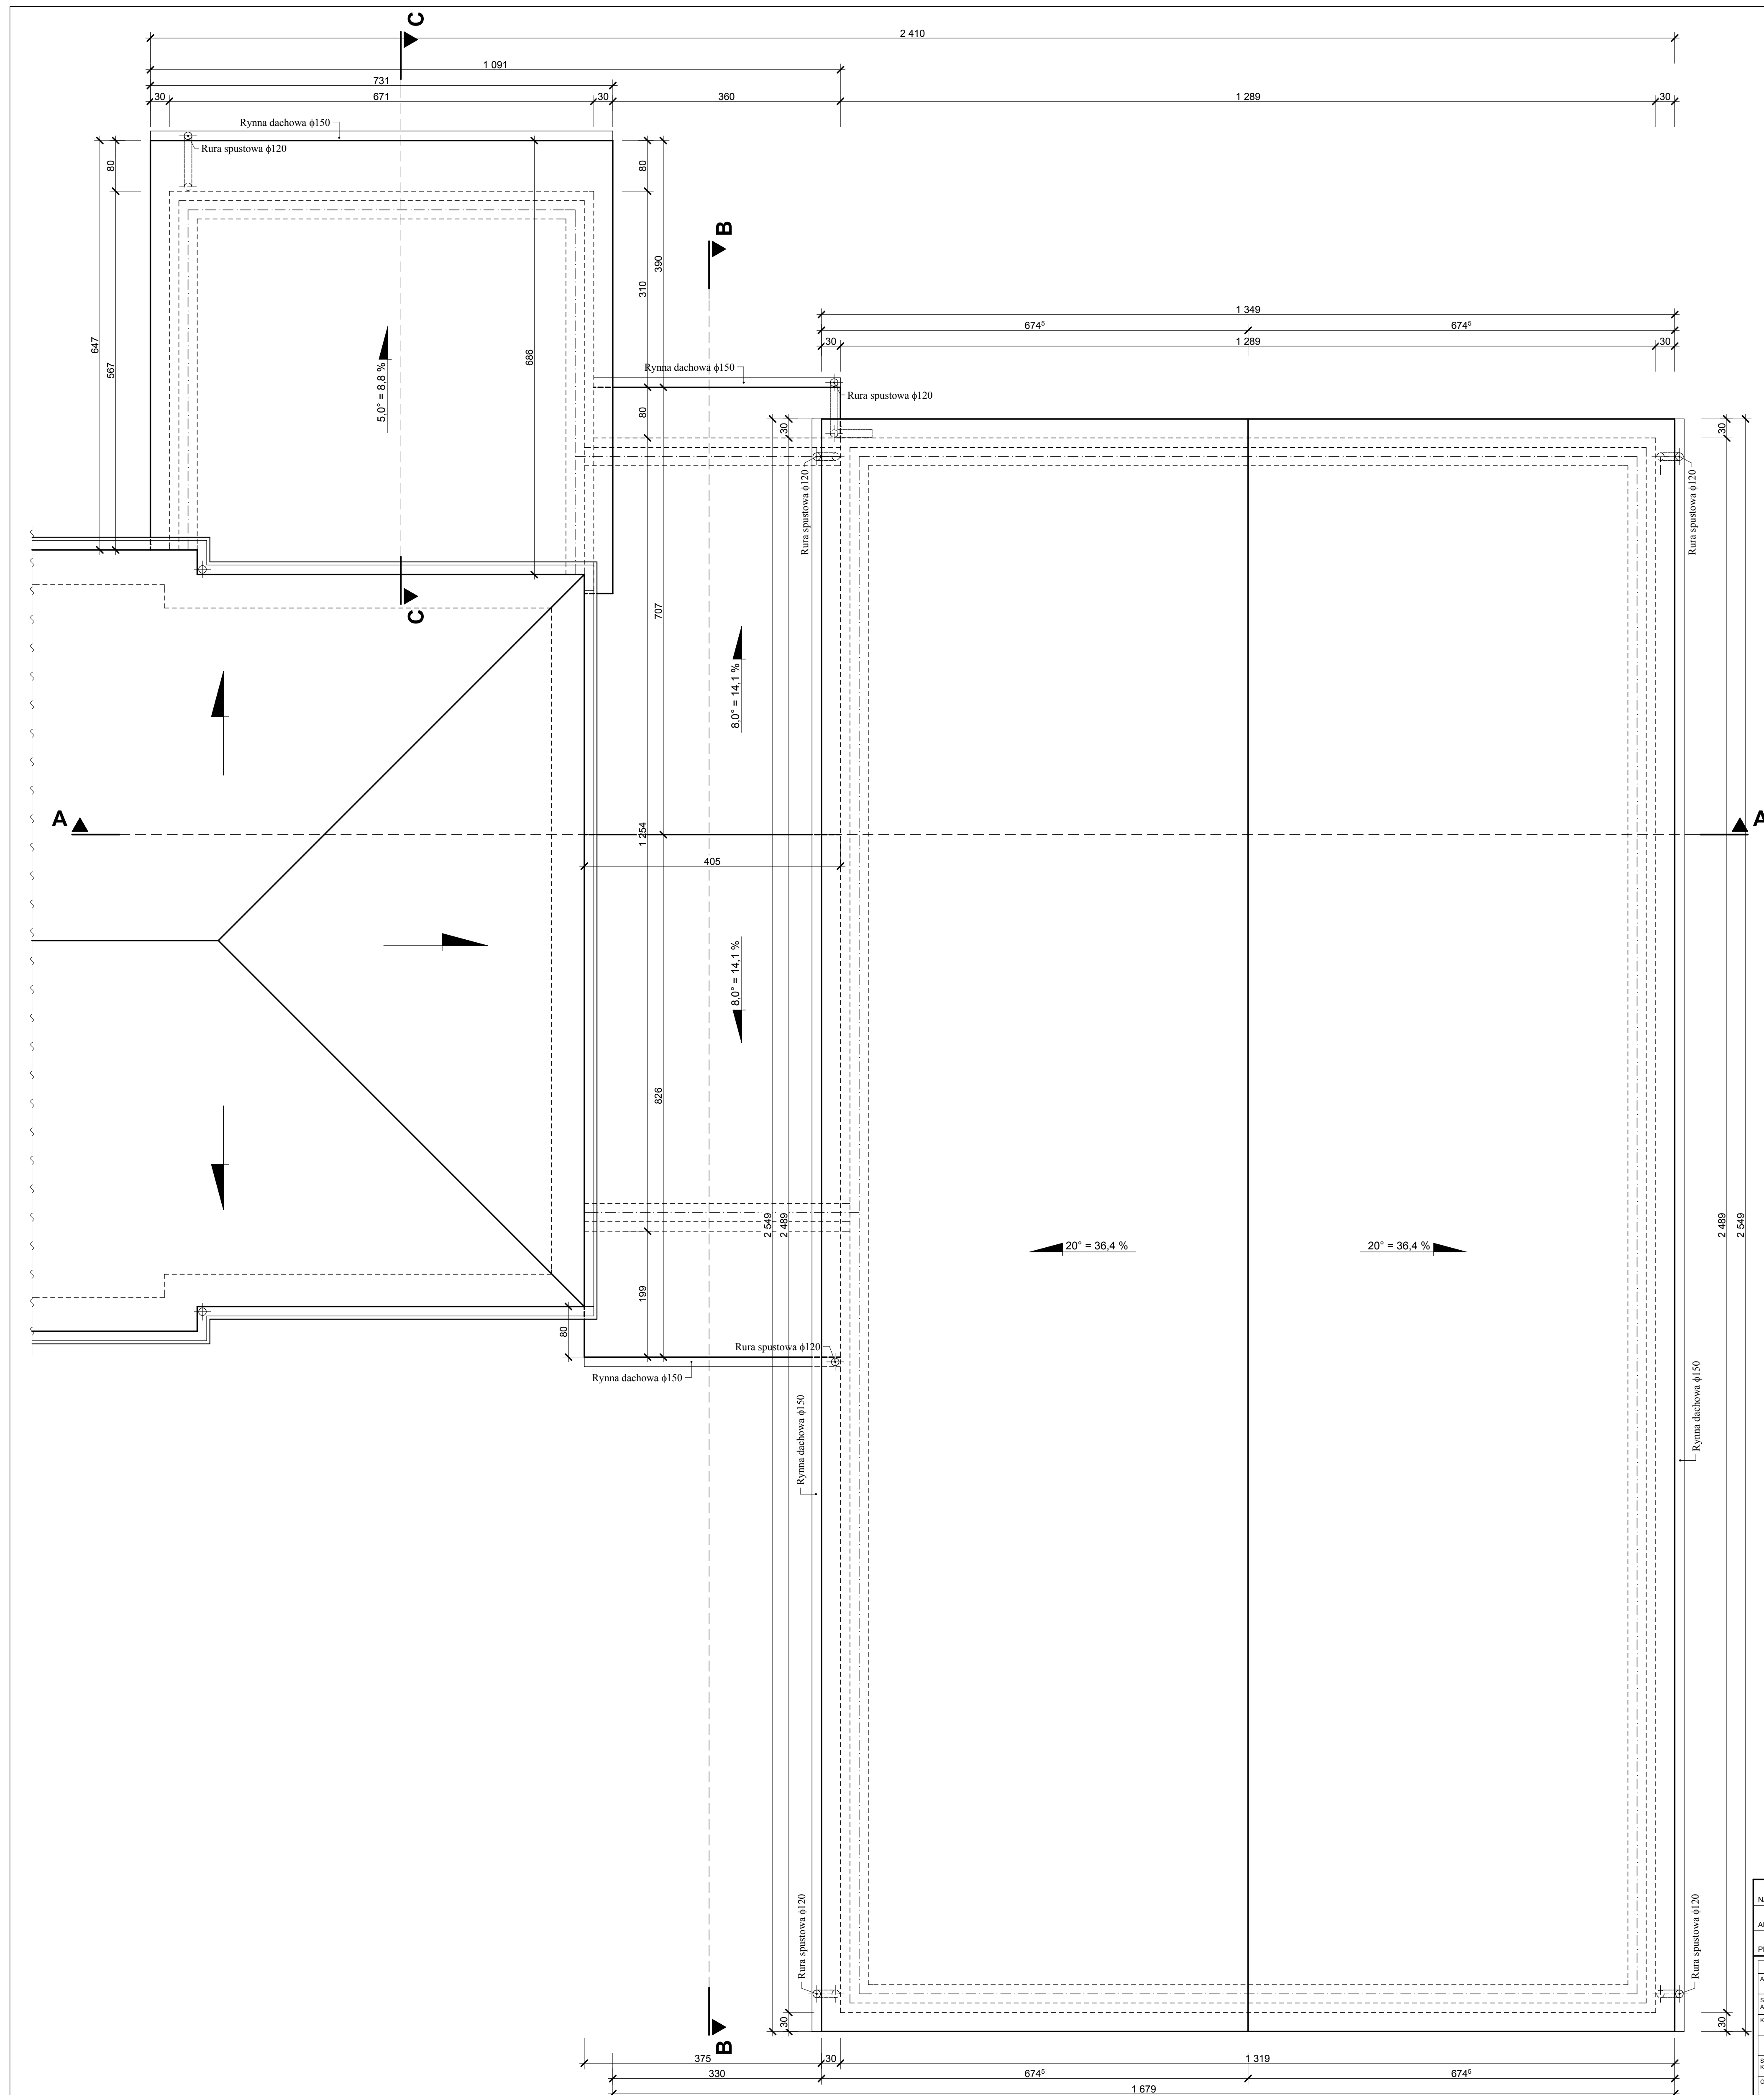 C
2 410
1 091
731
30
671
30
360
1 289
30
Rynna dachowa ϕ150
Rura spustowa ϕ120
80
80
80
B
390
310
647
567
686
5,0° = 8,8 %
1 349
674⁵
674⁵
30
1 289
30
Rynna dachowa ϕ150
Rura spustowa ϕ120
80
30
30
Rura spustowa ϕ120
Rura spustowa ϕ120
C
707
8,0° = 14,1 %
A
A
1 254
405
8,0° = 14,1 %
826
2 549
2 489
20° = 36,4 %
20° = 36,4 %
2 489
2 549
199
80
Rura spustowa ϕ120
Rynna dachowa ϕ150
Rynna dachowa ϕ150
Rynna dachowa ϕ150
Rura spustowa ϕ120
Rura spustowa ϕ120
30
30
B
375
30
1 319
330
674⁵
674⁵
1 679